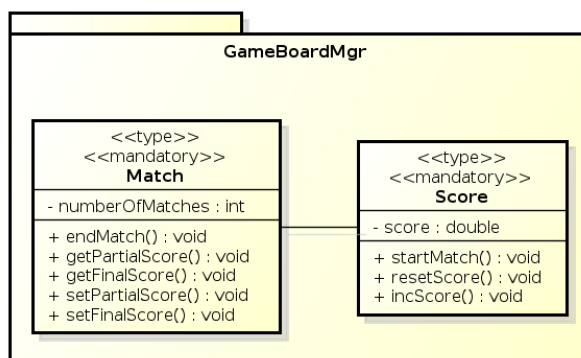 GameBoardMgr
<<type>>
<<mandatory>>
Match
- numberOfMatches : int
+ endMatch() : void
+ getPartialScore() : void
+ getFinalScore() : void
+ setPartialScore() : void
+ setFinalScore() : void
<<type>>
<<mandatory>>
Score
- score : double
+ startMatch() : void
+ resetScore() : void
+ incScore() : void